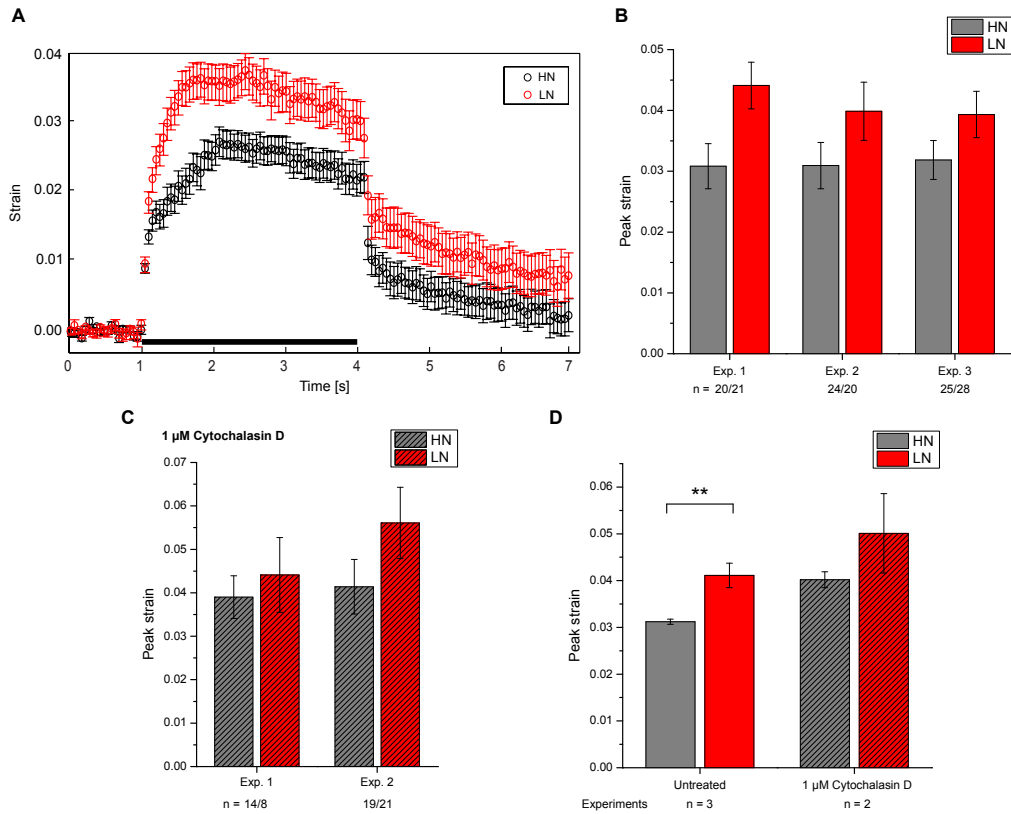 A
0.04
0.03
0.02
0.01
0.00
Strain
HN
LN
0 1 2 3 4 5 6 7
Time [s]
B
HN
LN
0.05
0.04
0.03
0.02
0.01
0.00
Peak strain
Exp. 1 Exp. 2 Exp. 3
n = 20/21 24/20 25/28
C
1 µM Cytochalasin D
HN
LN
0.07
0.06
0.05
0.04
0.03
0.02
0.01
0.00
Peak strain
Exp. 1 Exp. 2
n = 14/8 19/21
D
HN
LN
0.06
0.05
0.04
0.03
0.02
0.01
0.00
Peak strain
**
Untreated 1 µM Cytochalasin D
Experiments n = 3 n = 2